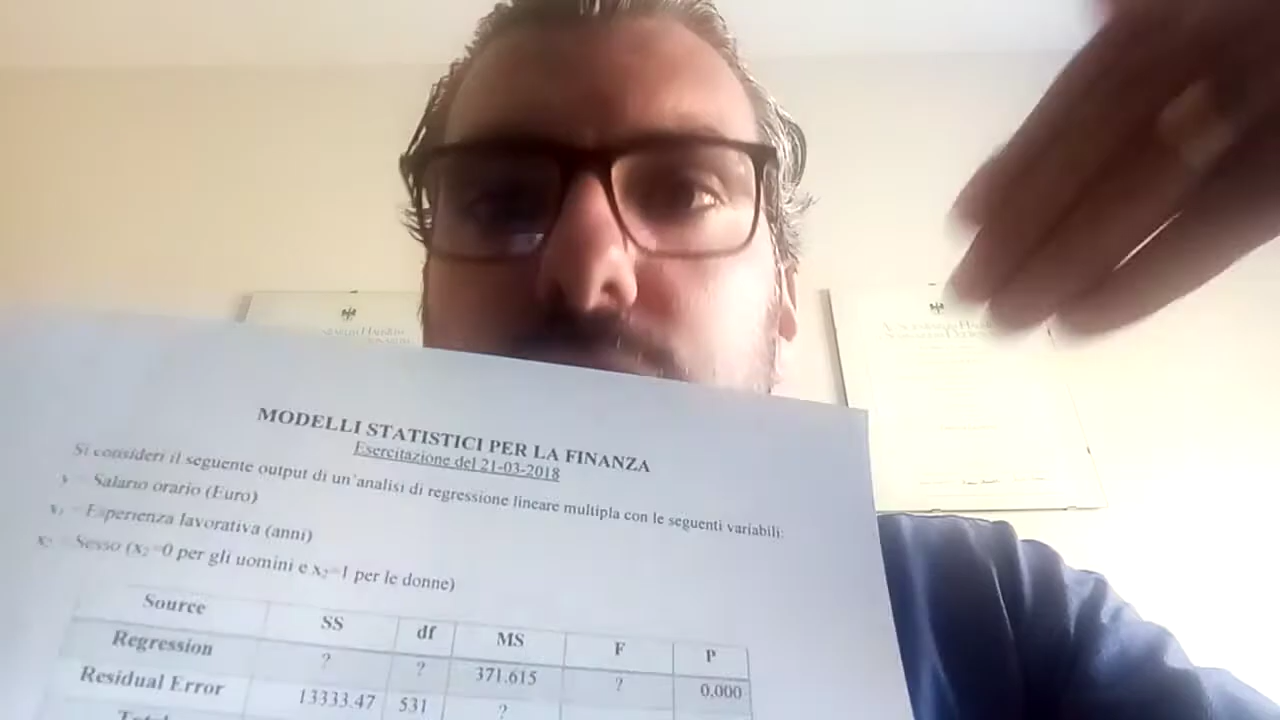 MODELLI STATISTICI PER LA FINANZA
Esercitazione del 21-03-2018
Si consideri il seguente output di un'analisi di regressione lineare multipla con le seguenti variabili:
y = Salario orario (Euro)
x₁ = Esperienza lavorativa (anni)
x₂ = Sesso (x₂=0 per gli uomini e x₂=1 per le donne)
Source SS df MS F P
Regression ? ? 371.615 ? 0.000
Residual Error 13333.47 531 ?